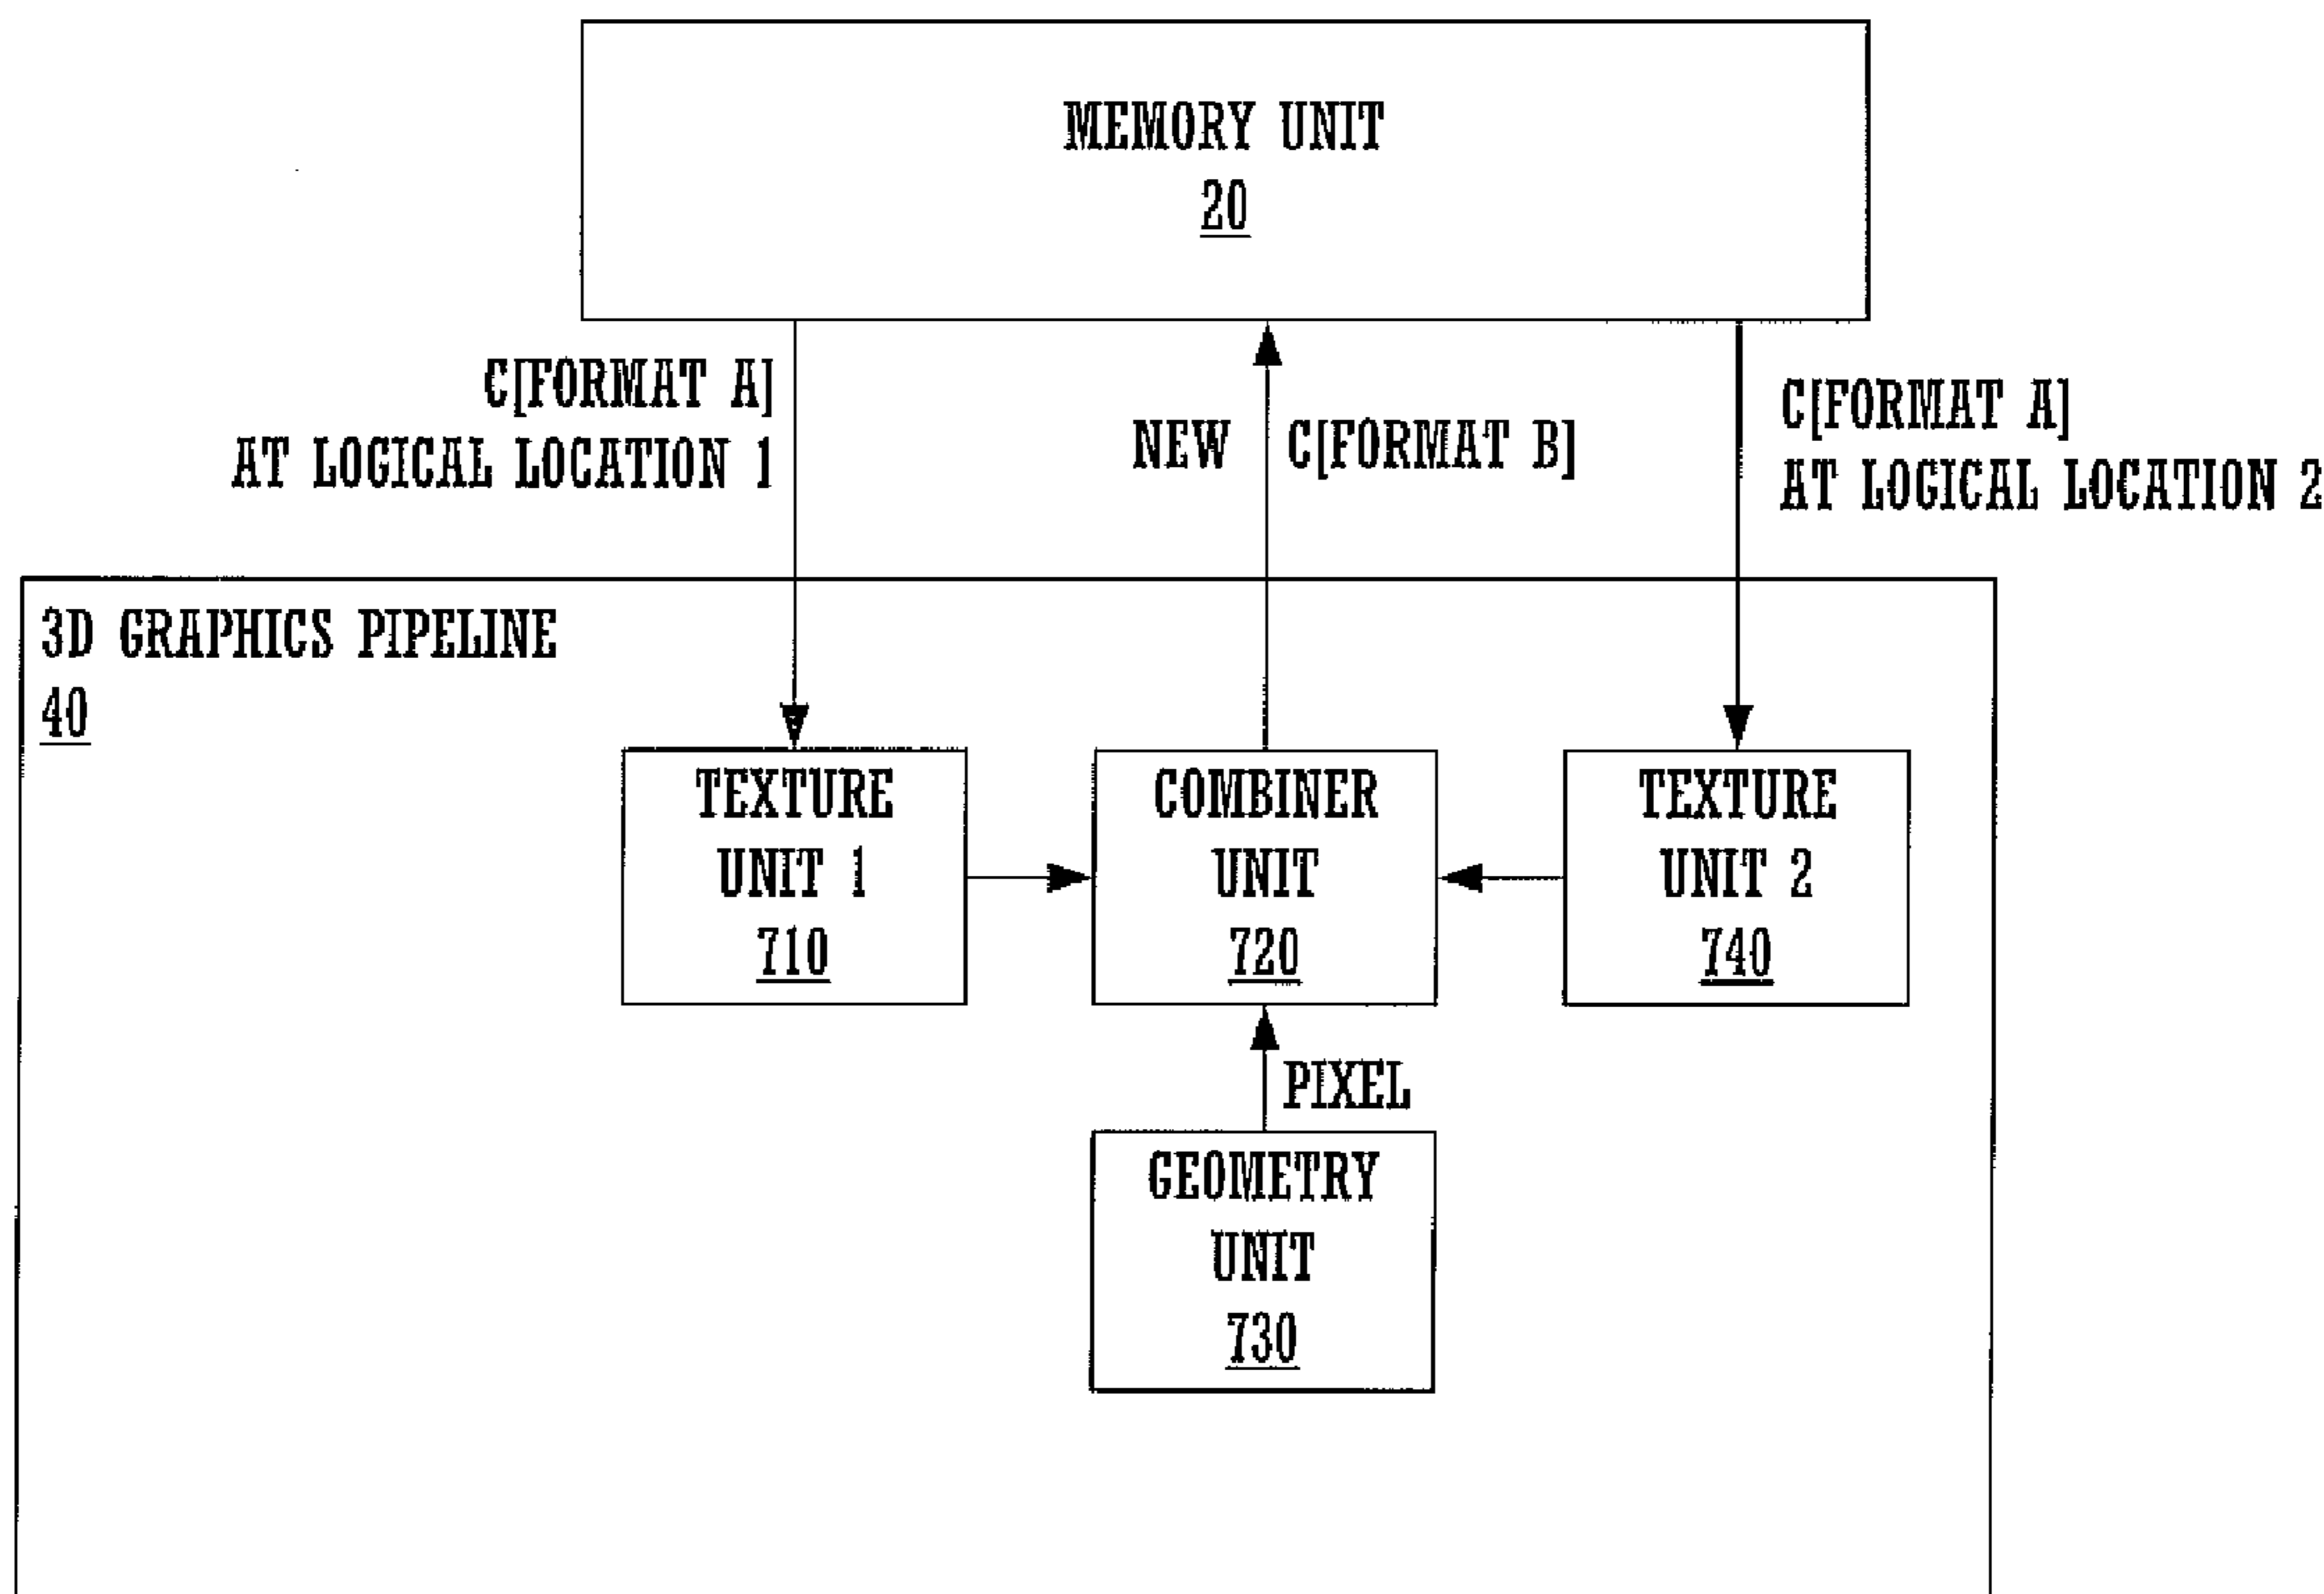 MEMORY UNIT
20
C[FORMAT A]
AT LOGICAL LOCATION 1
NEW C[FORMAT B]
C[FORMAT A]
AT LOGICAL LOCATION 2
3D GRAPHICS PIPELINE
40
TEXTURE
UNIT 1
710
COMBINER
UNIT
720
TEXTURE
UNIT 2
740
PIXEL
GEOMETRY
UNIT
730